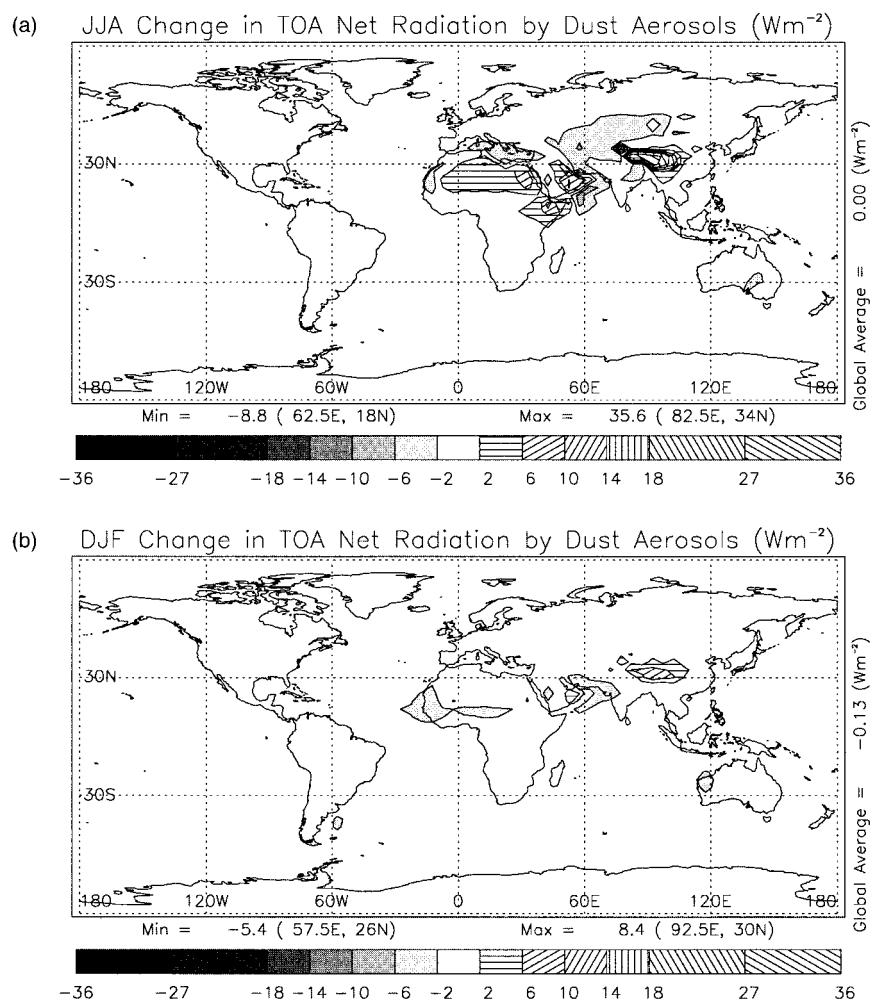 (a) JJA Change in TOA Net Radiation by Dust Aerosols (Wm⁻²)
30N
30S
180 120W 60W 0 60E 120E 180
Global Average = 0.00 (Wm⁻²)
Min = -8.8 ( 62.5E, 18N) Max = 35.6 ( 82.5E, 34N)
-36 -27 -18 -14 -10 -6 -2 2 6 10 14 18 27 36
(b) DJF Change in TOA Net Radiation by Dust Aerosols (Wm⁻²)
30N
30S
180 120W 60W 0 60E 120E 180
Global Average = -0.13 (Wm⁻²)
Min = -5.4 ( 57.5E, 26N) Max = 8.4 ( 92.5E, 30N)
-36 -27 -18 -14 -10 -6 -2 2 6 10 14 18 27 36